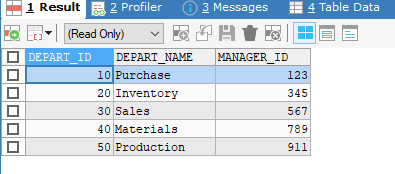 1 Result 2 Profiler 3 Messages 4 Table Data
(Read Only)
DEPART_ID DEPART_NAME MANAGER_ID
10 Purchase 123
20 Inventory 345
30 Sales 567
40 Materials 789
50 Production 911